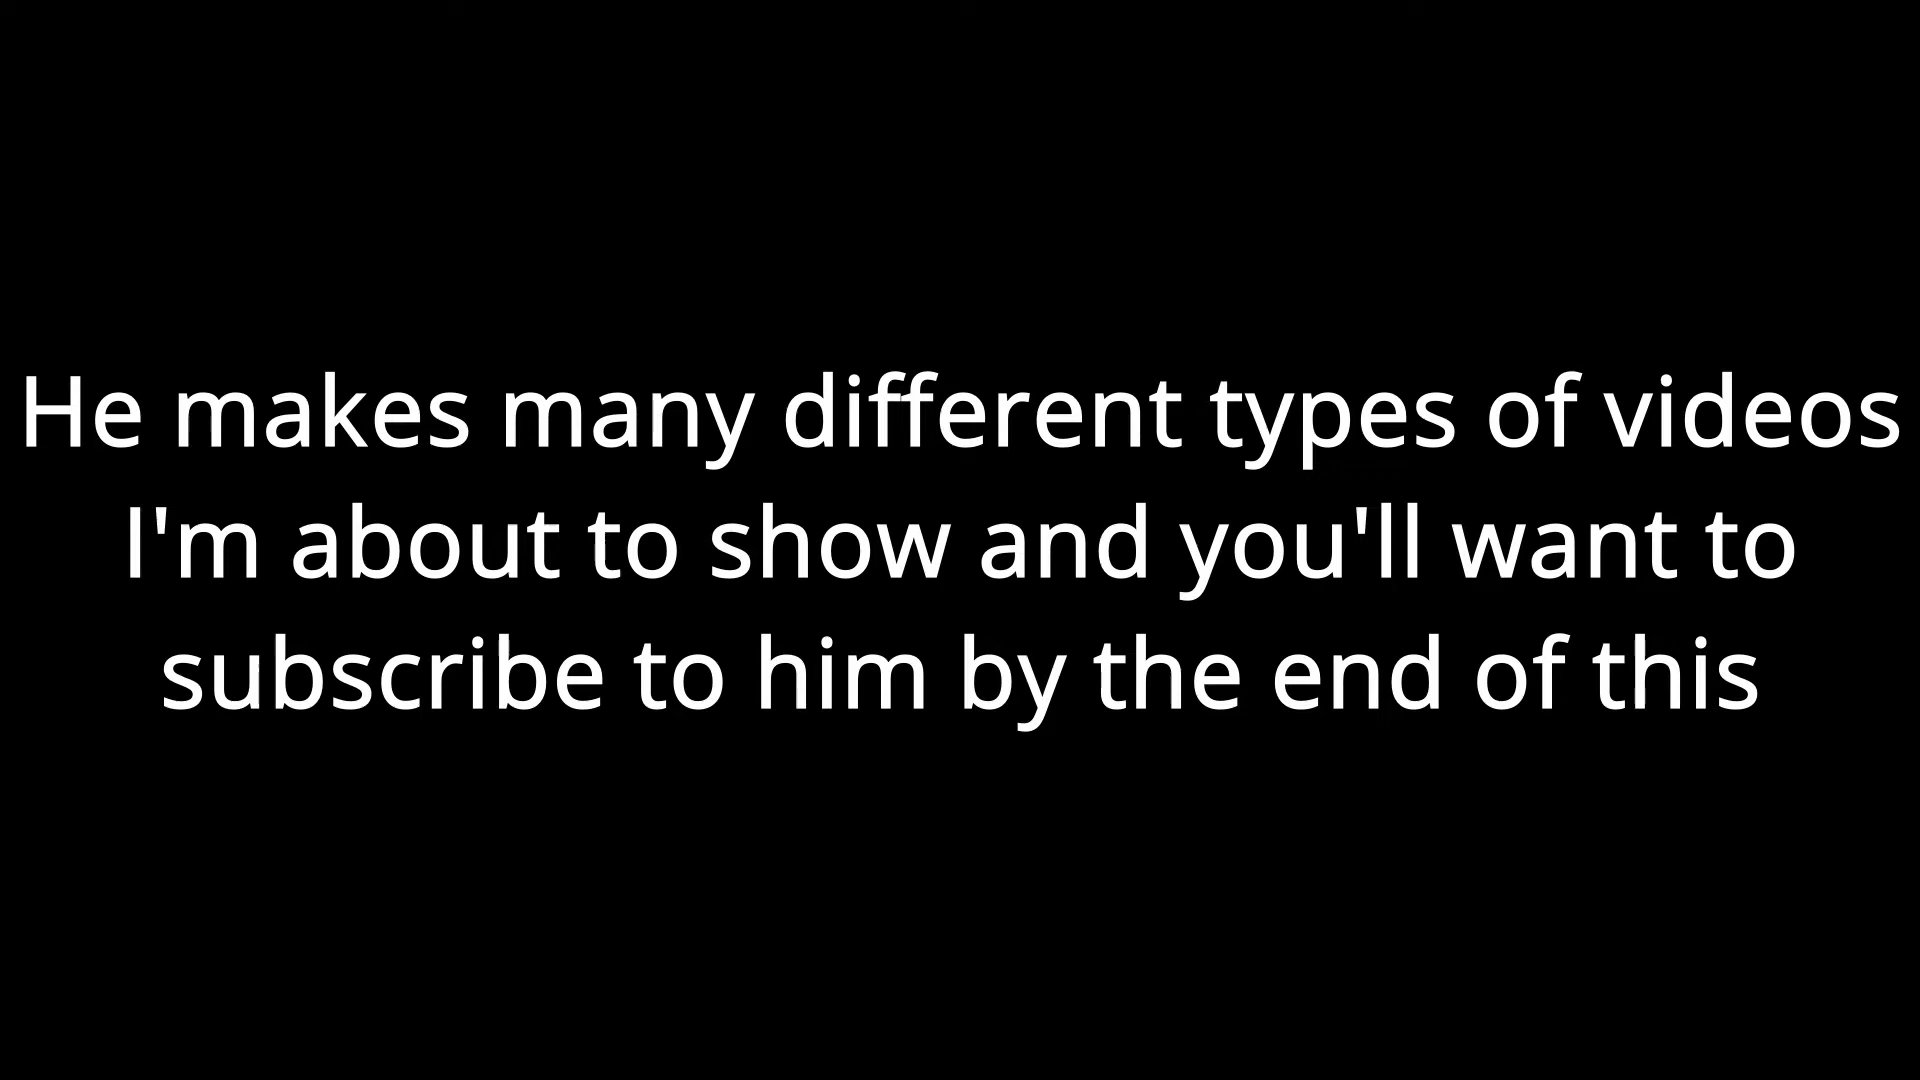 He makes many different types of videos
I'm about to show and you'll want to
subscribe to him by the end of this